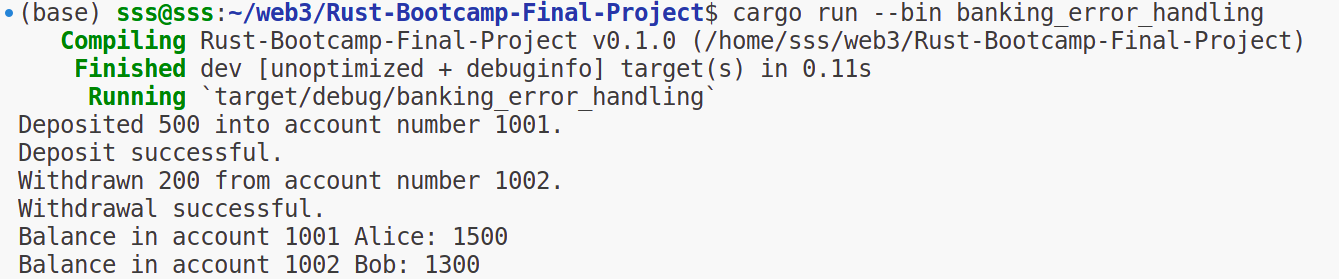 (base) sss@sss:~/web3/Rust-Bootcamp-Final-Project$ cargo run --bin banking_error_handling
Compiling Rust-Bootcamp-Final-Project v0.1.0 (/home/sss/web3/Rust-Bootcamp-Final-Project)
Finished dev [unoptimized + debuginfo] target(s) in 0.11s
Running `target/debug/banking_error_handling`
Deposited 500 into account number 1001.
Deposit successful.
Withdrawn 200 from account number 1002.
Withdrawal successful.
Balance in account 1001 Alice: 1500
Balance in account 1002 Bob: 1300